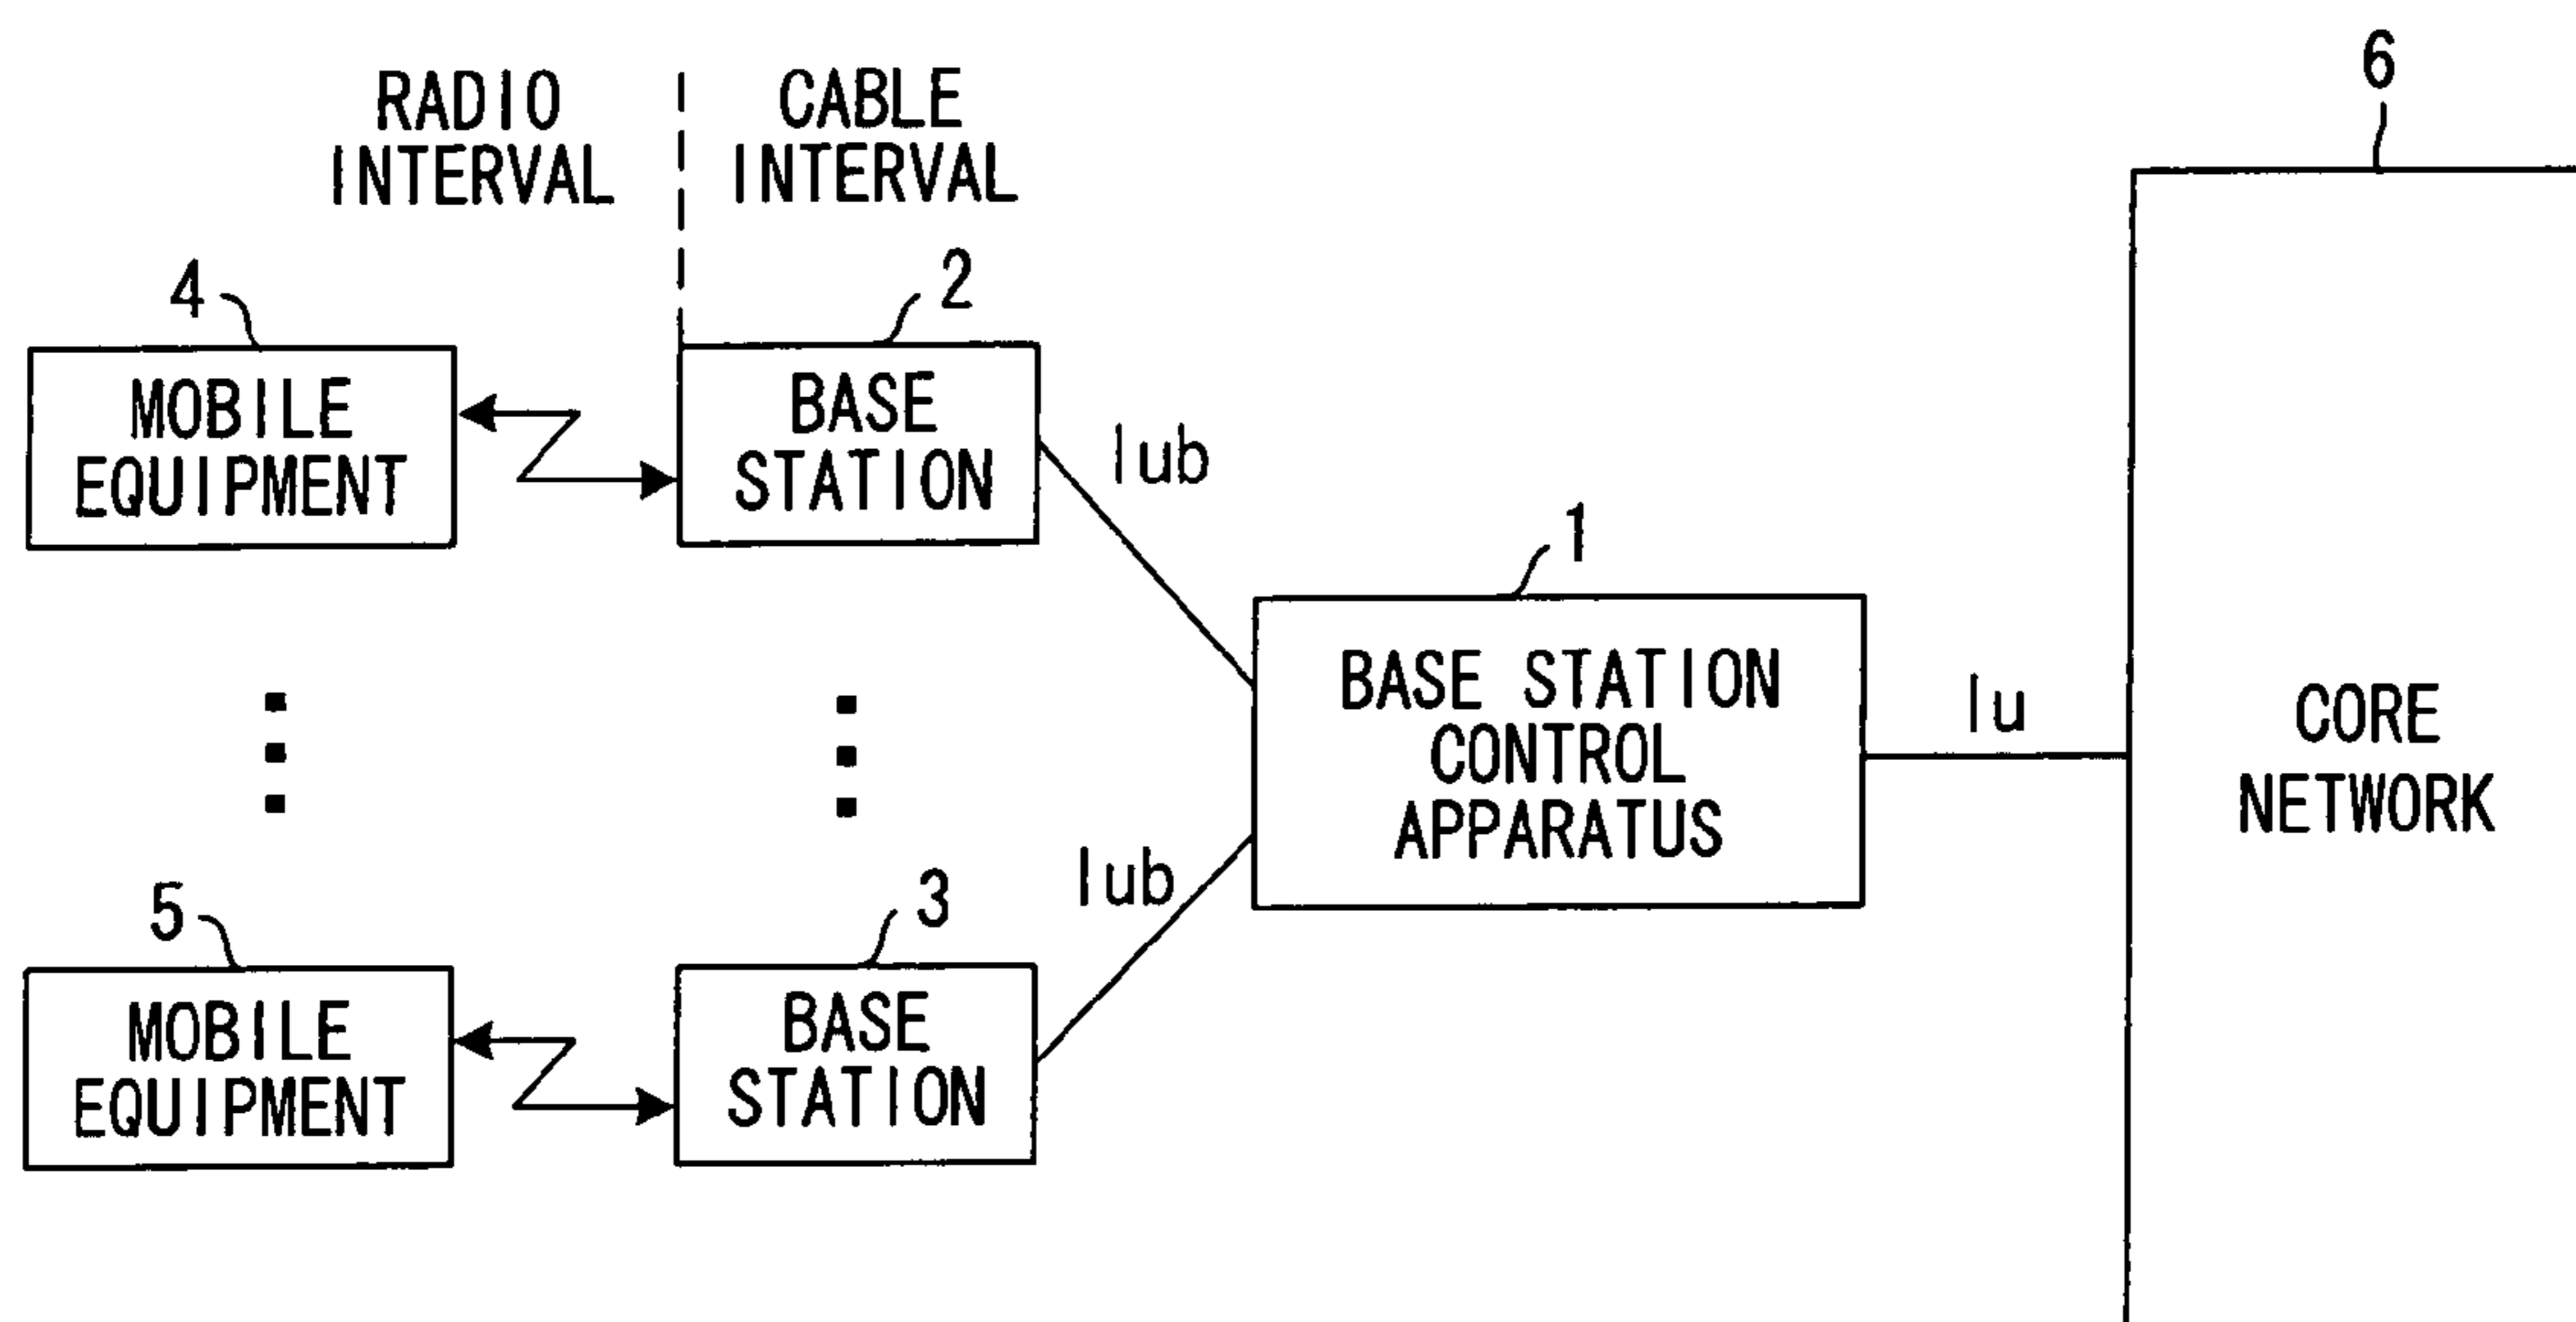 6
RADIO
INTERVAL
CABLE
INTERVAL
4
2
MOBILE
EQUIPMENT
BASE
STATION
Iub
1
BASE STATION
CONTROL
APPARATUS
Iu
CORE
NETWORK
Iub
5
3
MOBILE
EQUIPMENT
BASE
STATION